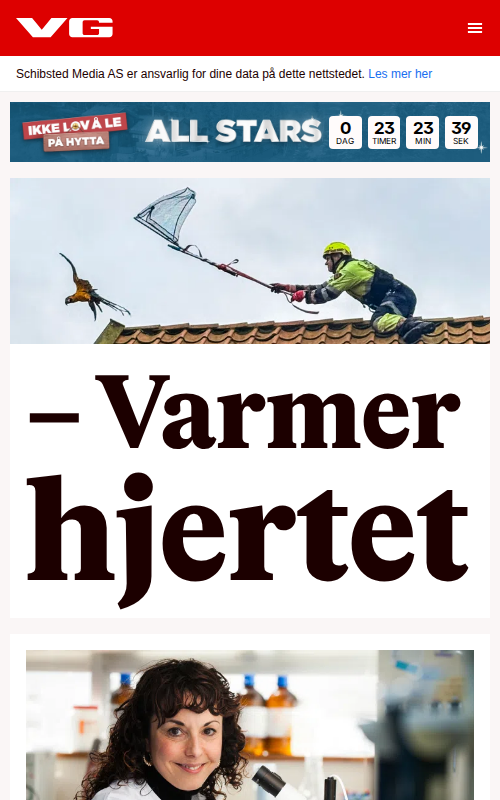 VG
Schibsted Media AS er ansvarlig for dine data på dette nettstedet. Les mer her
IKKE LOV Å LE
PÅ HYTTA
ALL STARS
0 23 23 39
DAG TIMER MIN SEK
– Varmer
hjertet